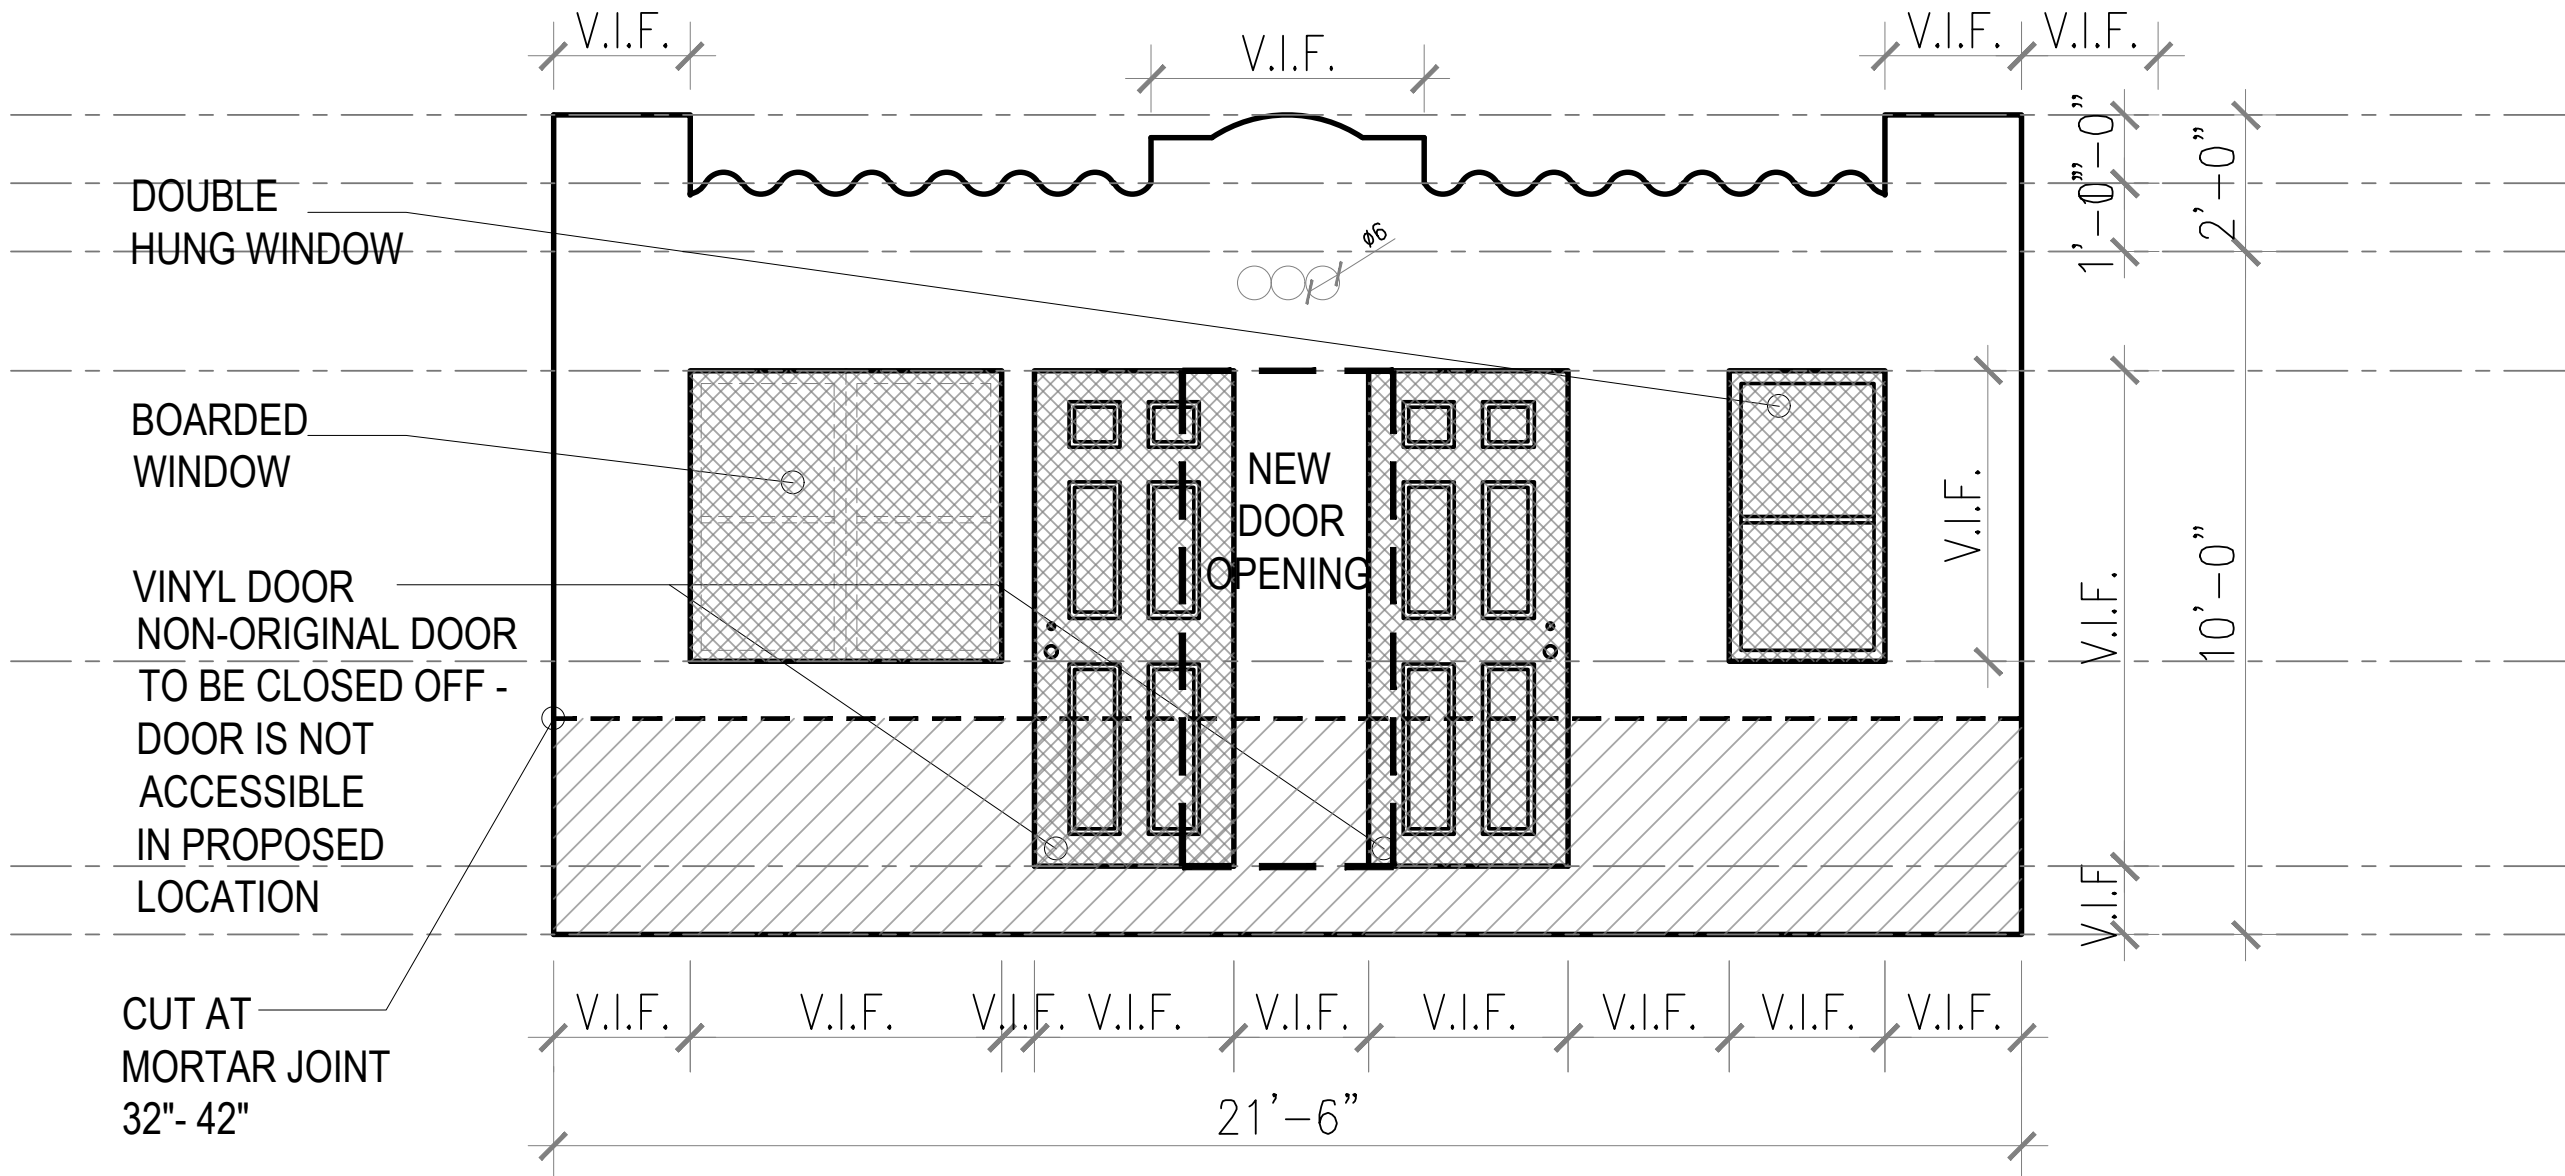 V.I.F.
V.I.F.
V.I.F.
V.I.F.
DOUBLE
HUNG WINDOW
ø6
1'-0"
1'-0"
2'-0"
BOARDED
WINDOW
NEW
DOOR
OPENING
V.I.F.
V.I.F.
10'-0"
VINYL DOOR
NON-ORIGINAL DOOR
TO BE CLOSED OFF -
DOOR IS NOT
ACCESSIBLE
IN PROPOSED
LOCATION
V.I.F.
CUT AT
MORTAR JOINT
32"- 42"
V.I.F.
V.I.F.
V.I.F.
V.I.F.
V.I.F.
V.I.F.
V.I.F.
V.I.F.
V.I.F.
21'-6"